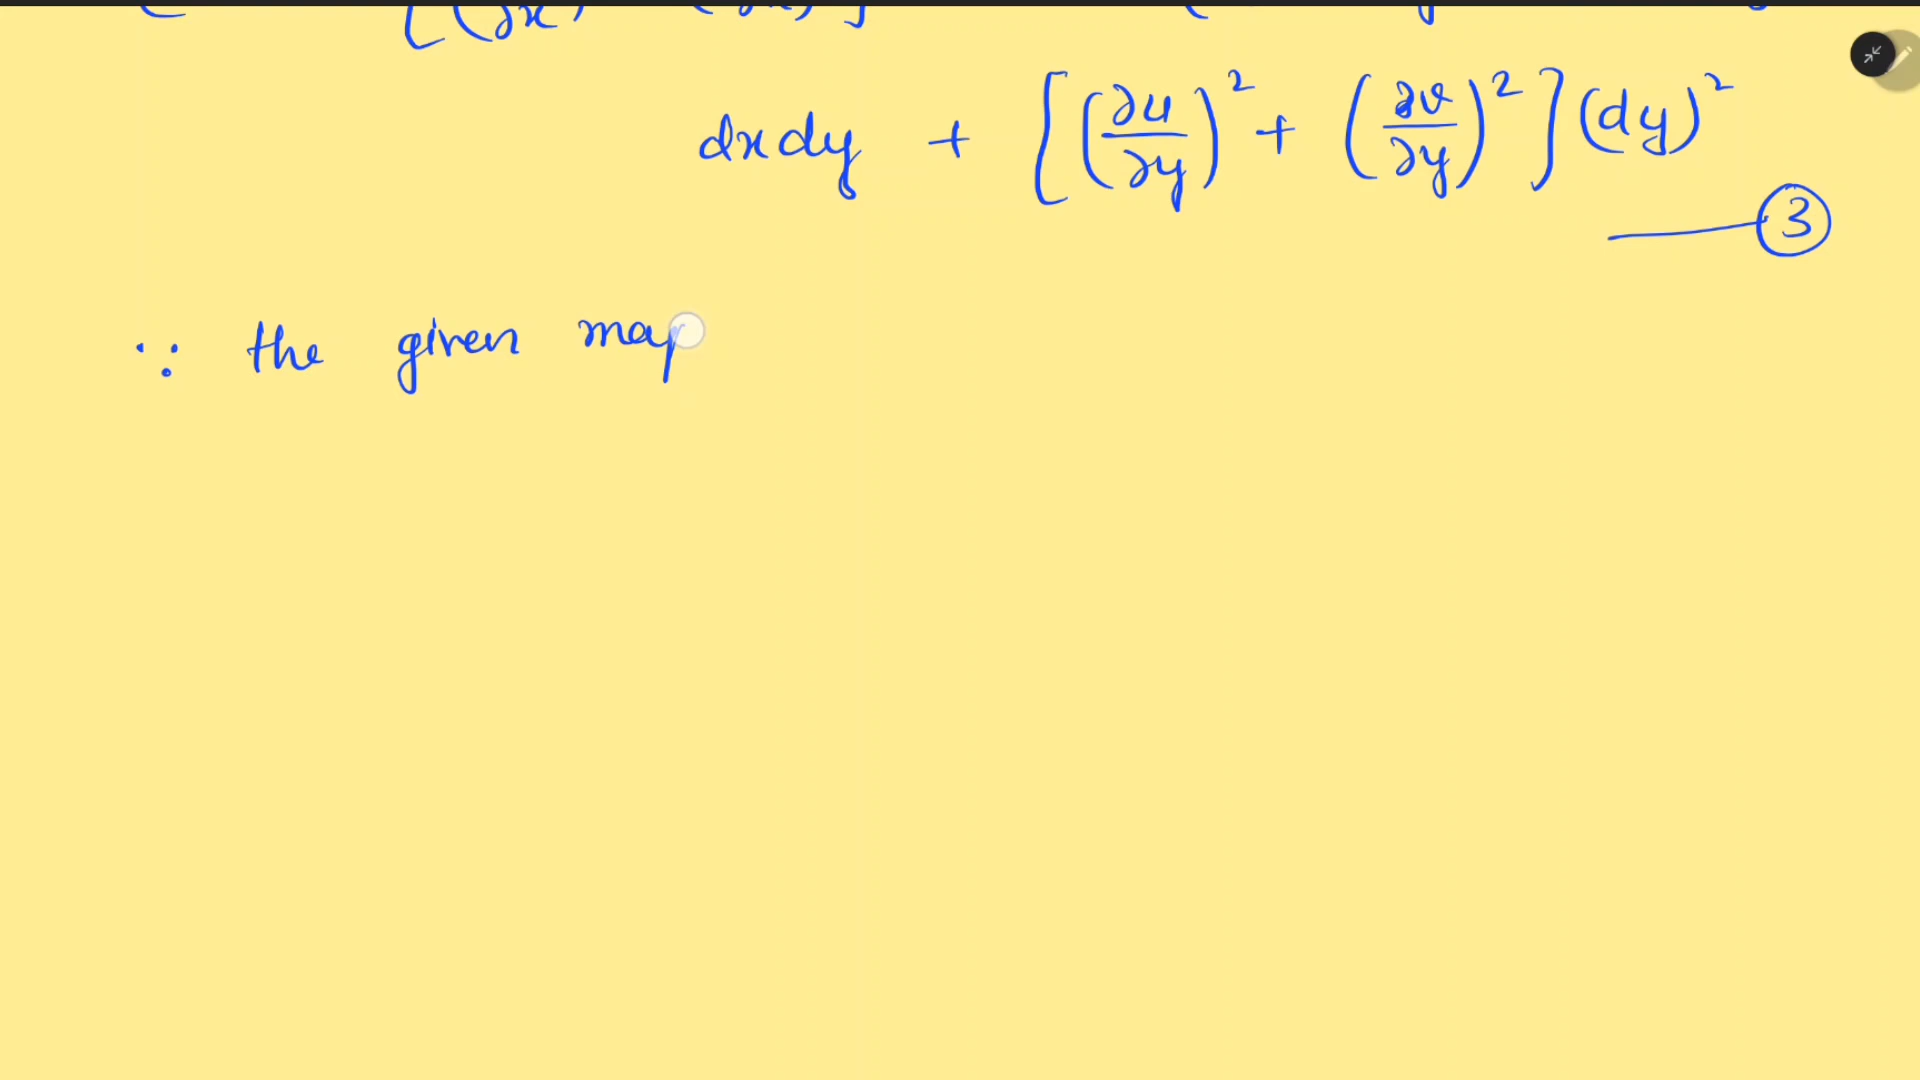 [(∂x
dxdy + [(∂u/∂y)² + (∂v/∂y)²](dy)²
③
∵ the given map